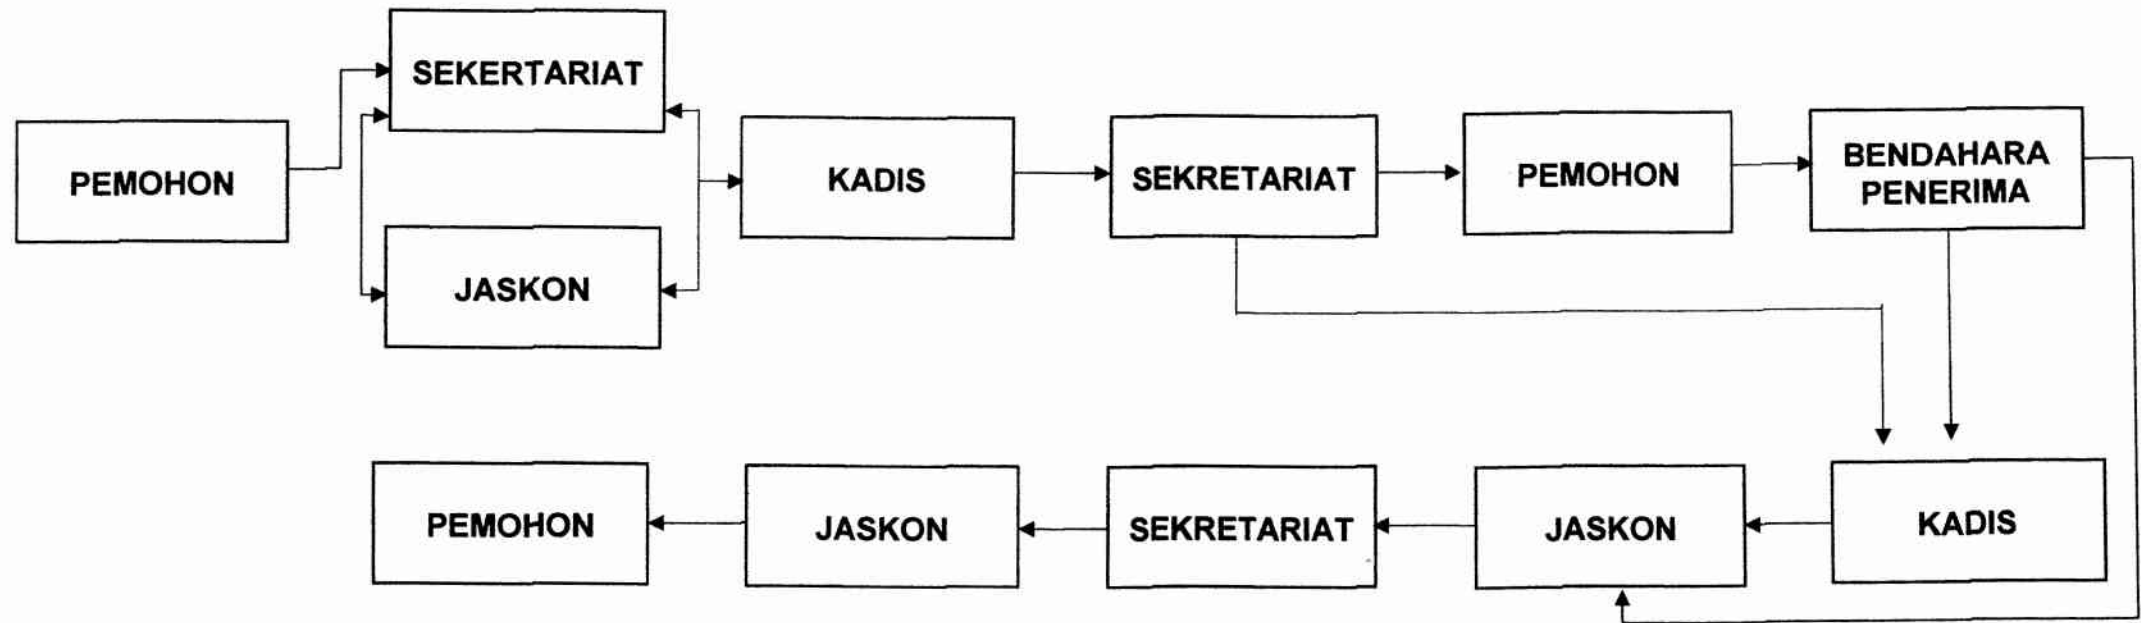 SEKERTARIAT
PEMOHON
JASKON
KADIS
SEKRETARIAT
PEMOHON
BENDAHARA
PENERIMA
PEMOHON
JASKON
SEKRETARIAT
JASKON
KADIS